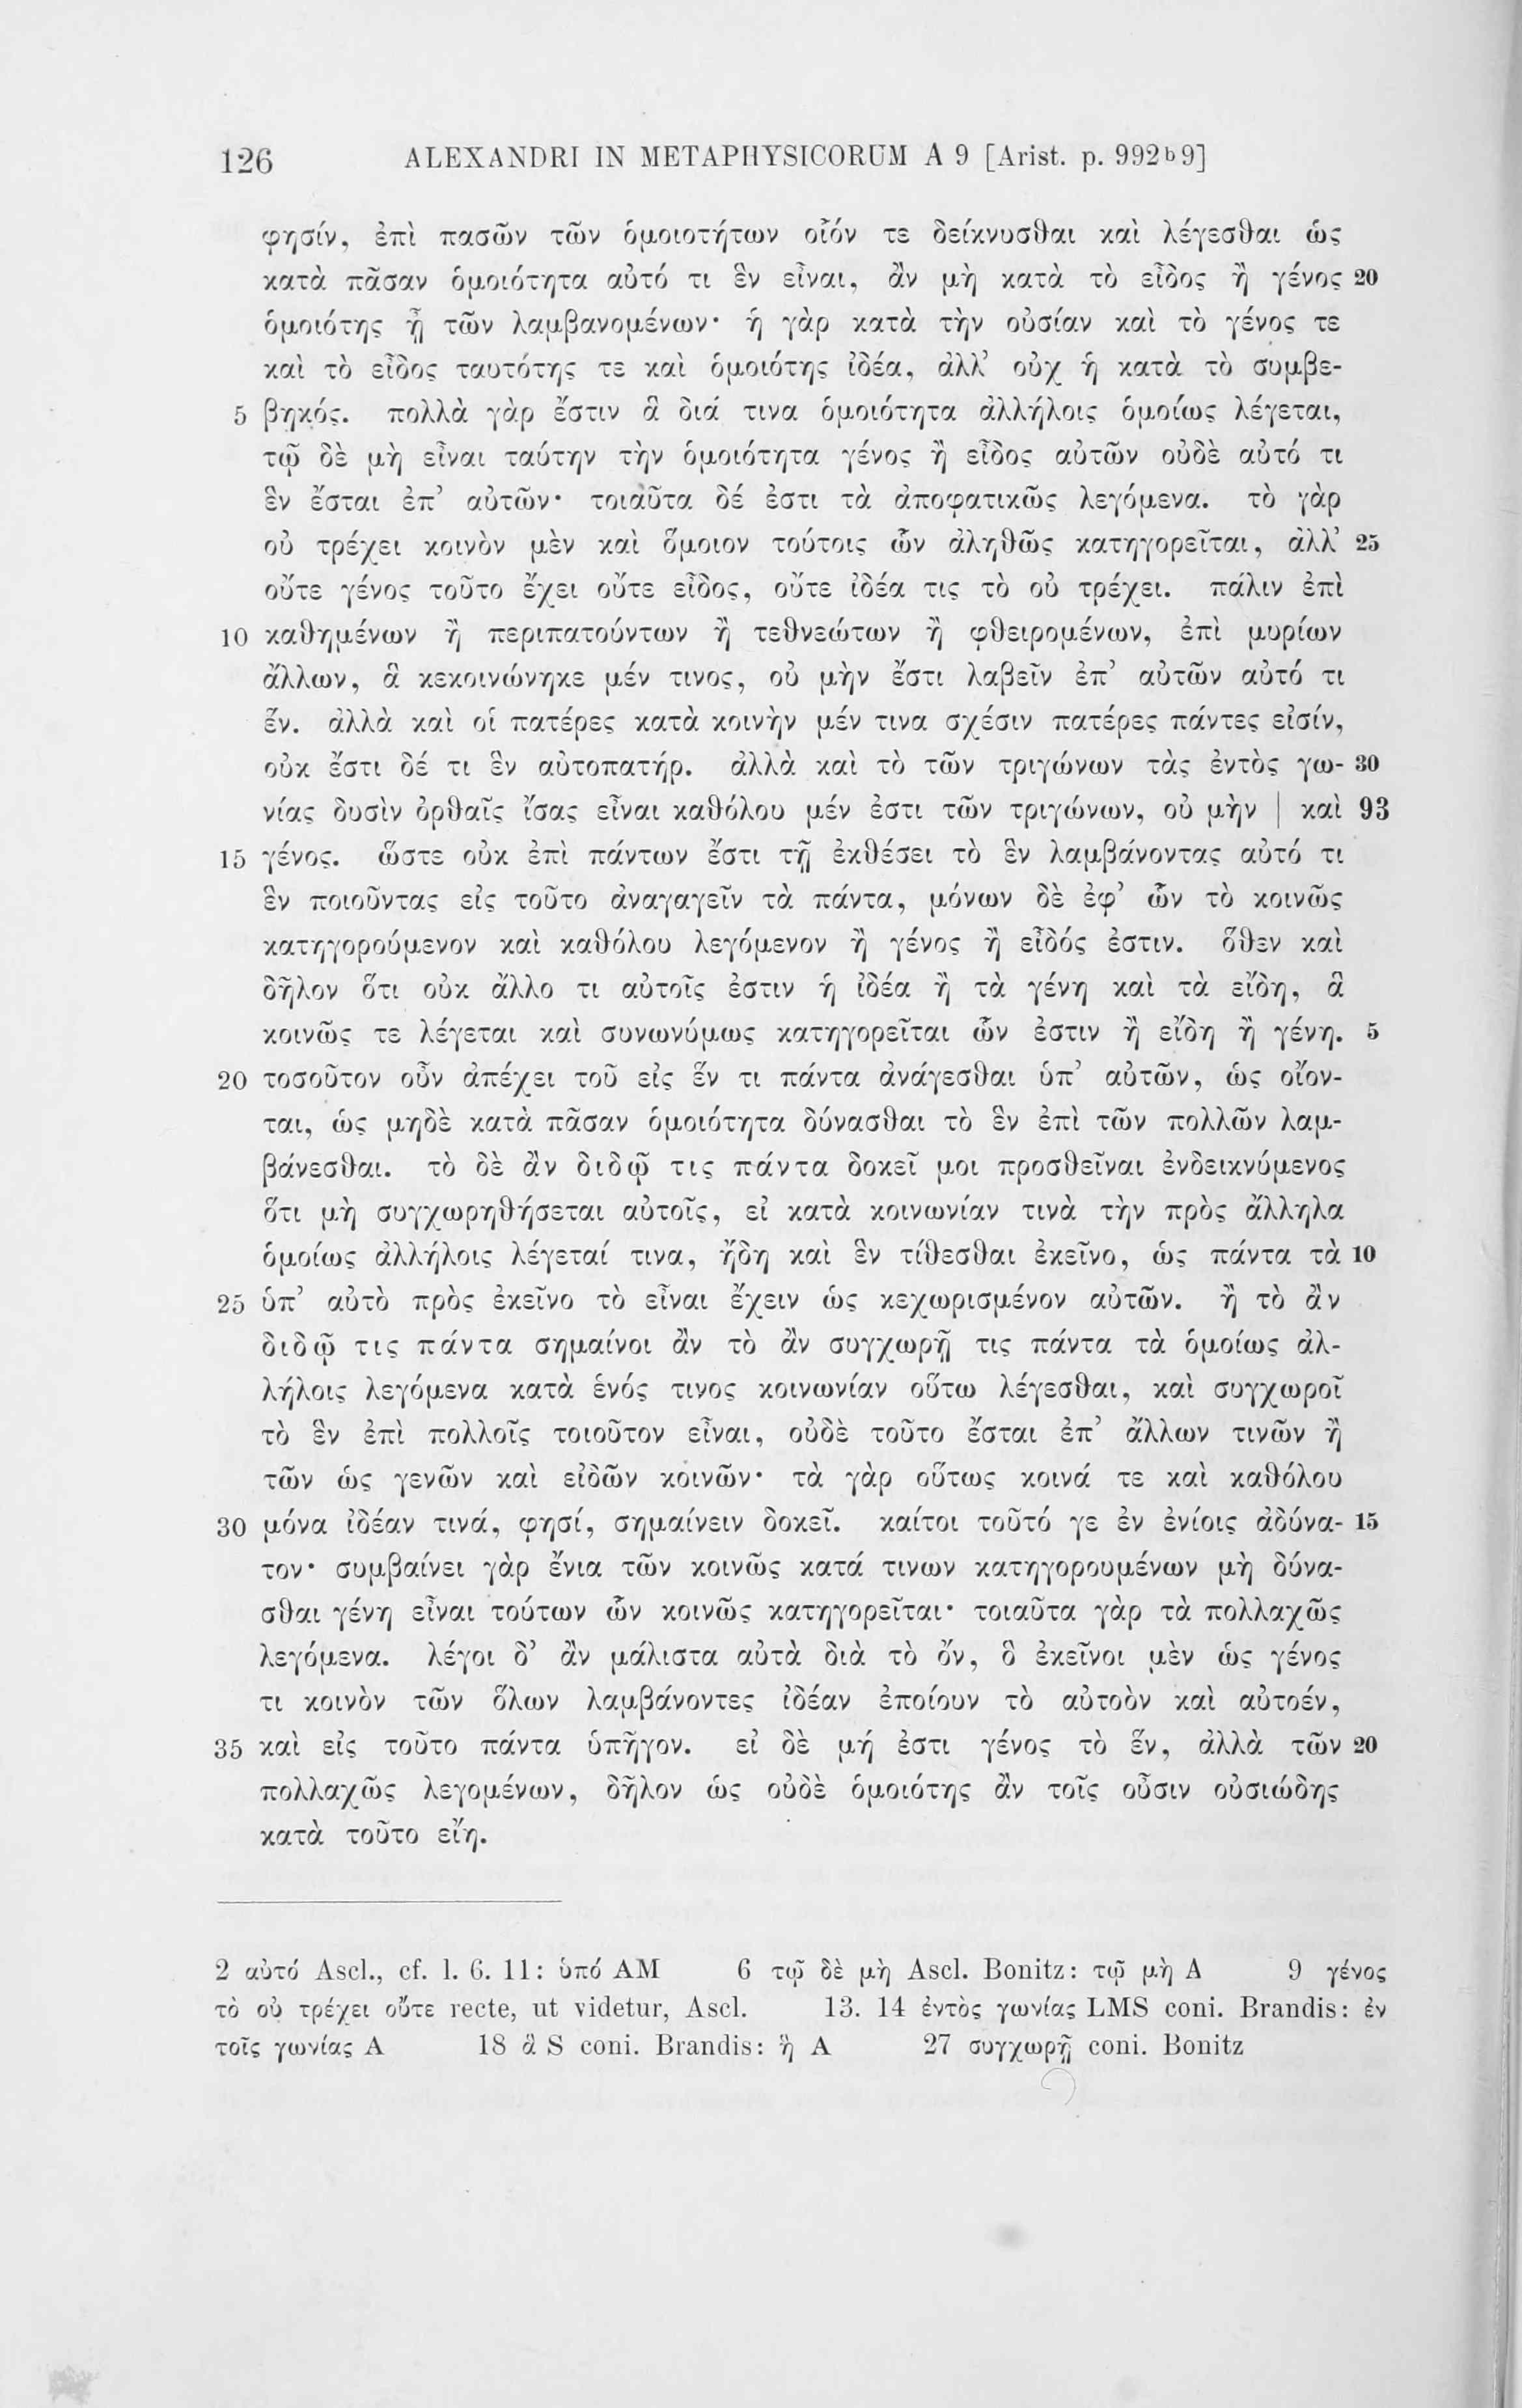 126 ALEXANDRI IN METAPHYSICORUM A 9 [Arist. p. 992b9]
φησίν, ἐπὶ πασῶν τῶν ὁμοιοτήτων οἷόν τε δείκνυσθαι καὶ λέγεσθαι ὡς
κατὰ πᾶσαν ὁμοιότητα αὐτό τι ἓν εἶναι, ἂν μὴ κατὰ τὸ εἶδος ἢ γένος 20
ὁμοιότης ᾖ τῶν λαμβανομένων· ἡ γὰρ κατὰ τὴν οὐσίαν καὶ τὸ γένος τε
καὶ τὸ εἶδος ταυτότης τε καὶ ὁμοιότης ἰδέα, ἀλλ’ οὐχ ἡ κατὰ τὸ συμβε-
5 βηκός. πολλὰ γάρ ἔστιν ἃ διά τινα ὁμοιότητα ἀλλήλοις ὁμοίως λέγεται,
τῷ δὲ μὴ εἶναι ταύτην τὴν ὁμοιότητα γένος ἢ εἶδος αὐτῶν οὐδὲ αὐτό τι
ἓν ἔσται ἐπ’ αὐτῶν· τοιαῦτα δέ ἐστι τὰ ἀποφατικῶς λεγόμενα. τὸ γὰρ
οὐ τρέχει κοινὸν μὲν καὶ ὅμοιον τούτοις ὧν ἀληθῶς κατηγορεῖται, ἀλλ’ 25
οὔτε γένος τοῦτο ἔχει οὔτε εἶδος, οὔτε ἰδέα τις τὸ οὐ τρέχει. πάλιν ἐπὶ
10 καθημένων ἢ περιπατούντων ἢ τεθνεώτων ἢ φθειρομένων, ἐπὶ μυρίων
ἄλλων, ἃ κεκοινώνηκε μέν τινος, οὐ μὴν ἔστι λαβεῖν ἐπ’ αὐτῶν αὐτό τι
ἕν. ἀλλὰ καὶ οἱ πατέρες κατὰ κοινὴν μέν τινα σχέσιν πατέρες πάντες εἰσίν,
οὐκ ἔστι δέ τι ἓν αὐτοπατήρ. ἀλλὰ καὶ τὸ τῶν τριγώνων τὰς ἐντὸς γω- 30
νίας δυσὶν ὀρθαῖς ἴσας εἶναι καθόλου μέν ἐστι τῶν τριγώνων, οὐ μὴν | καὶ 93
15 γένος. ὥστε οὐκ ἐπὶ πάντων ἔστι τῇ ἐκθέσει τὸ ἓν λαμβάνοντας αὐτό τι
ἓν ποιοῦντας εἰς τοῦτο ἀναγαγεῖν τὰ πάντα, μόνων δὲ ἐφ’ ὧν τὸ κοινῶς
κατηγορούμενον καὶ καθόλου λεγόμενον ἢ γένος ἢ εἶδός ἐστιν. ὅθεν καὶ
δῆλον ὅτι οὐκ ἄλλο τι αὐτοῖς ἐστιν ἡ ἰδέα ἢ τὰ γένη καὶ τὰ εἴδη, ἃ
κοινῶς τε λέγεται καὶ συνωνύμως κατηγορεῖται ὧν ἐστιν ἢ εἴδη ἢ γένη. 5
20 τοσοῦτον οὖν ἀπέχει τοῦ εἰς ἕν τι πάντα ἀνάγεσθαι ὑπ’ αὐτῶν, ὡς οἴον-
ται, ὡς μηδὲ κατὰ πᾶσαν ὁμοιότητα δύνασθαι τὸ ἓν ἐπὶ τῶν πολλῶν λαμ-
βάνεσθαι. τὸ δὲ ἂν διδῷ τις πάντα δοκεῖ μοι προσθεῖναι ἐνδεικνύμενος
ὅτι μὴ συγχωρηθήσεται αὐτοῖς, εἰ κατὰ κοινωνίαν τινὰ τὴν πρὸς ἄλληλα
ὁμοίως ἀλλήλοις λέγεταί τινα, ἤδη καὶ ἓν τίθεσθαι ἐκεῖνο, ὡς πάντα τὰ 10
25 ὑπ’ αὐτὸ πρὸς ἐκεῖνο τὸ εἶναι ἔχειν ὡς κεχωρισμένον αὐτῶν. ἢ τὸ ἂν
διδῷ τις πάντα σημαίνοι ἂν τὸ ἂν συγχωρῇ τις πάντα τὰ ὁμοίως ἀλ-
λήλοις λεγόμενα κατὰ ἑνός τινος κοινωνίαν οὕτω λέγεσθαι, καὶ συγχωροῖ
τὸ ἓν ἐπὶ πολλοῖς τοιοῦτον εἶναι, οὐδὲ τοῦτο ἔσται ἐπ’ ἄλλων τινῶν ἢ
τῶν ὡς γενῶν καὶ εἰδῶν κοινῶν· τὰ γὰρ οὕτως κοινά τε καὶ καθόλου
30 μόνα ἰδέαν τινά, φησί, σημαίνειν δοκεῖ. καίτοι τοῦτό γε ἐν ἐνίοις ἀδύνα- 15
τον· συμβαίνει γὰρ ἔνια τῶν κοινῶς κατά τινων κατηγορουμένων μὴ δύνα-
σθαι γένη εἶναι τούτων ὧν κοινῶς κατηγορεῖται· τοιαῦτα γὰρ τὰ πολλαχῶς
λεγόμενα. λέγοι δ’ ἂν μάλιστα αὐτὰ διὰ τὸ ὄν, ὃ ἐκεῖνοι μὲν ὡς γένος
τι κοινὸν τῶν ὅλων λαμβάνοντες ἰδέαν ἐποίουν τὸ αὐτοὸν καὶ αὐτοέν,
35 καὶ εἰς τοῦτο πάντα ὑπῆγον. εἰ δὲ μή ἐστι γένος τὸ ἕν, ἀλλὰ τῶν 20
πολλαχῶς λεγομένων, δῆλον ὡς οὐδὲ ὁμοιότης ἂν τοῖς οὖσιν οὐσιώδης
κατὰ τοῦτο εἴη.
2 αὐτό Ascl., cf. l. 6. 11: ὑπό AM 6 τῷ δὲ μὴ Ascl. Bonitz: τῷ μὴ A 9 γένος
τὸ οὐ τρέχει οὔτε recte, ut videtur, Ascl. 13. 14 ἐντὸς γωνίας LMS coni. Brandis: ἐν
τοῖς γωνίας A 18 ἃ S coni. Brandis: ἢ A 27 συγχωρῇ coni. Bonitz